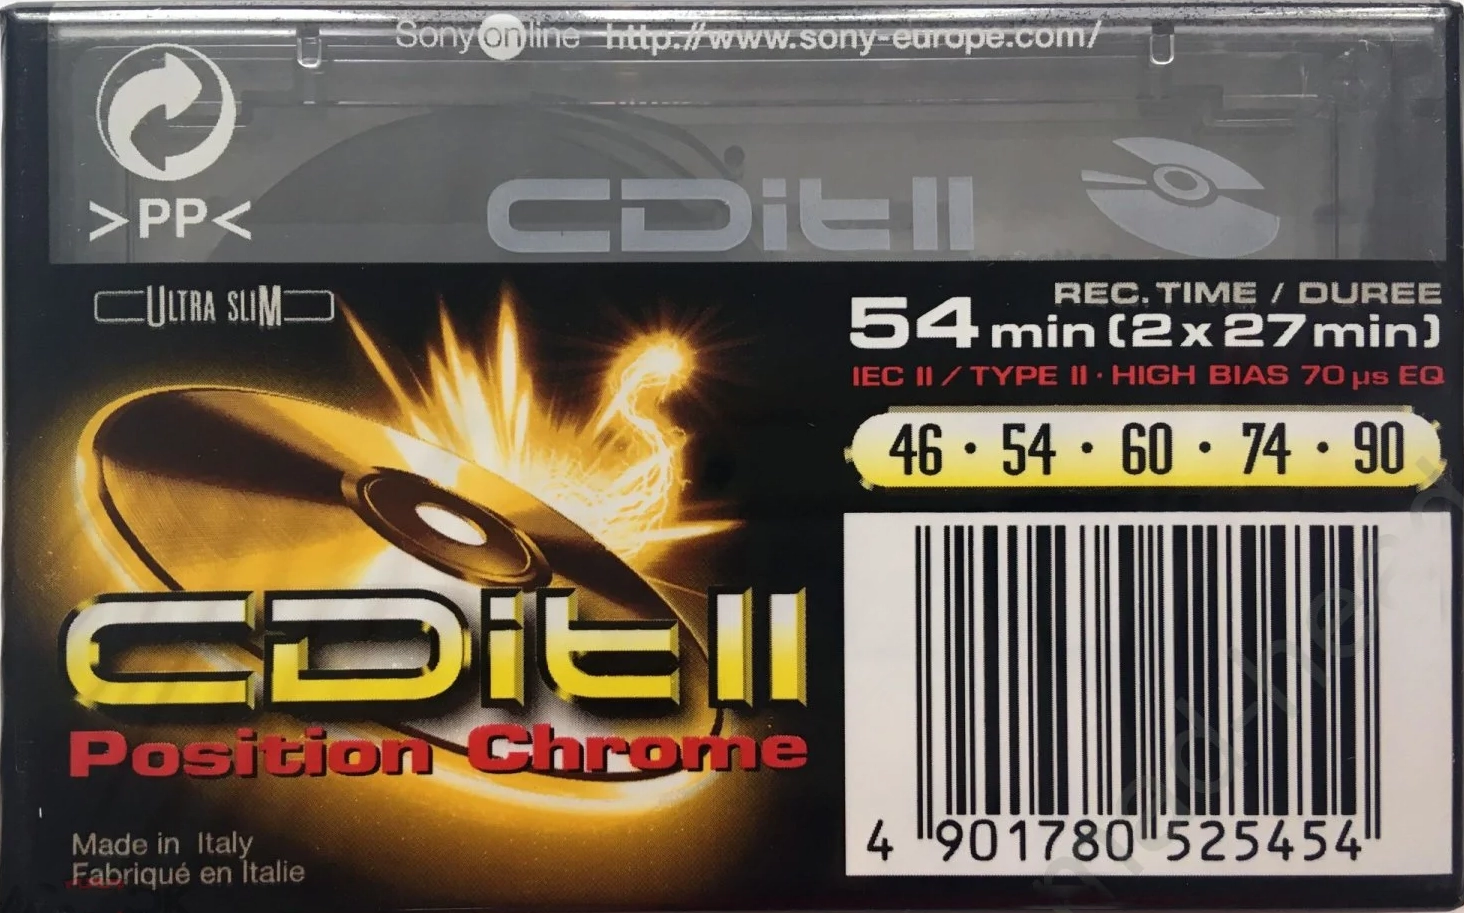 Sony online http://www.sony-europe.com/
>PP<
CDit II
ULTRA SLIM
REC. TIME / DUREE
54 min (2 x 27 min)
IEC II / TYPE II · HIGH BIAS 70 µs EQ
46 · 54 · 60 · 74 · 90
CDit II
Position Chrome
Made in Italy
Fabriqué en Italie
4 901780 525454